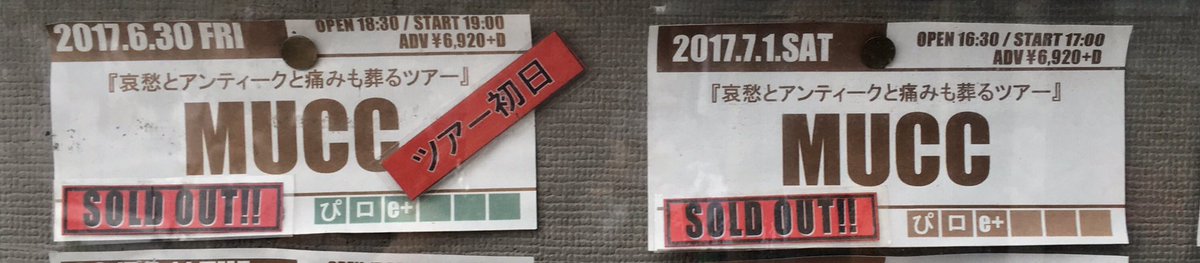 2017.6.30 FRI
OPEN 18:30 / START 19:00
ADV ¥6,920+D
『哀愁とアンティークと痛みも葬るツアー』
MUCC
ツアー初日
SOLD OUT!!
ぴ ロ e+
2017.7.1.SAT
OPEN 16:30 / START 17:00
ADV ¥6,920+D
『哀愁とアンティークと痛みも葬るツアー』
MUCC
SOLD OUT!!
ぴ ロ e+